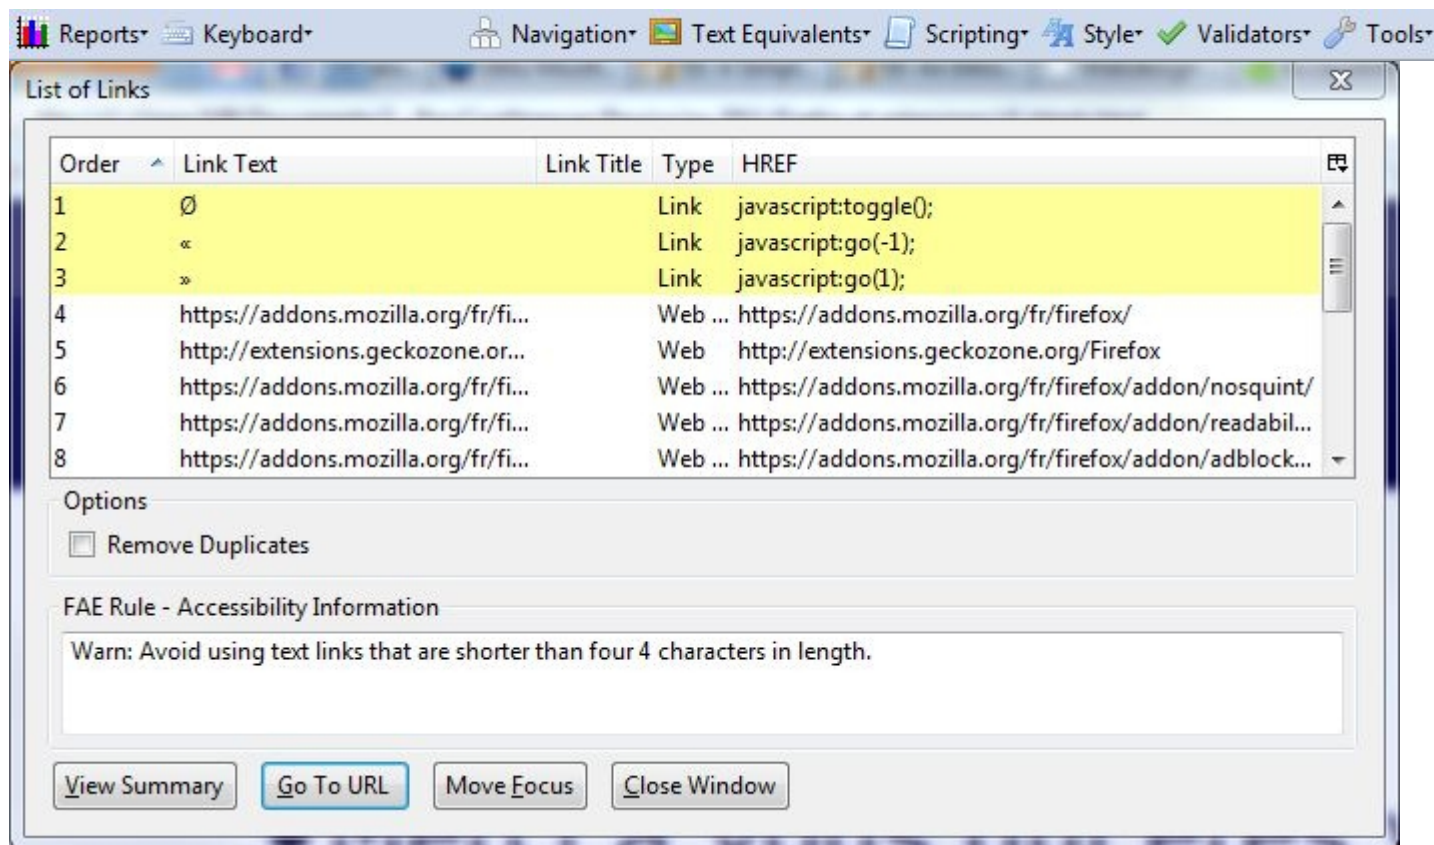 Reports Keyboard Navigation Text Equivalents Scripting Style Validators Tools
List of Links
Order Link Text Link Title Type HREF
1 Ø Link javascript:toggle();
2 « Link javascript:go(-1);
3 » Link javascript:go(1);
4 https://addons.mozilla.org/fr/fi... Web ... https://addons.mozilla.org/fr/firefox/
5 http://extensions.geckozone.or... Web http://extensions.geckozone.org/Firefox
6 https://addons.mozilla.org/fr/fi... Web ... https://addons.mozilla.org/fr/firefox/addon/nosquint/
7 https://addons.mozilla.org/fr/fi... Web ... https://addons.mozilla.org/fr/firefox/addon/readabil...
8 https://addons.mozilla.org/fr/fi... Web ... https://addons.mozilla.org/fr/firefox/addon/adblock...
Options
Remove Duplicates
FAE Rule - Accessibility Information
Warn: Avoid using text links that are shorter than four 4 characters in length.
View Summary Go To URL Move Focus Close Window